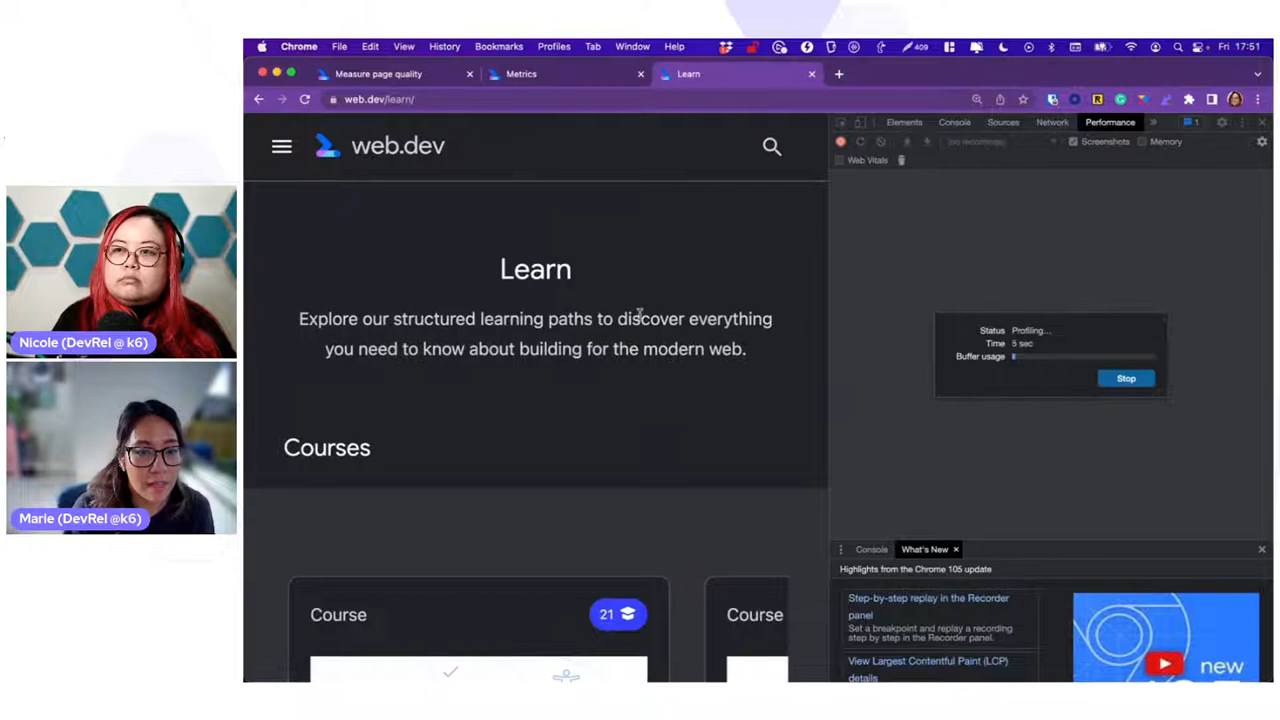 Chrome File Edit View History Bookmarks Profiles Tab Window Help 409 Fri 17:51
Measure page quality
Metrics
Learn
web.dev/learn/
web.dev
Elements Console Sources Network Performance 1
(no recordings) Screenshots Memory
Web Vitals
Learn
Explore our structured learning paths to discover everything
you need to know about building for the modern web.
Courses
Course 21
Course
Status Profiling...
Time 5 sec
Buffer usage
Stop
Console What's New
Highlights from the Chrome 105 update
Step-by-step replay in the Recorder
panel
Set a breakpoint and replay a recording
step by step in the Recorder panel.
View Largest Contentful Paint (LCP)
details
new
Nicole (DevRel @ k6)
Marie (DevRel @k6)